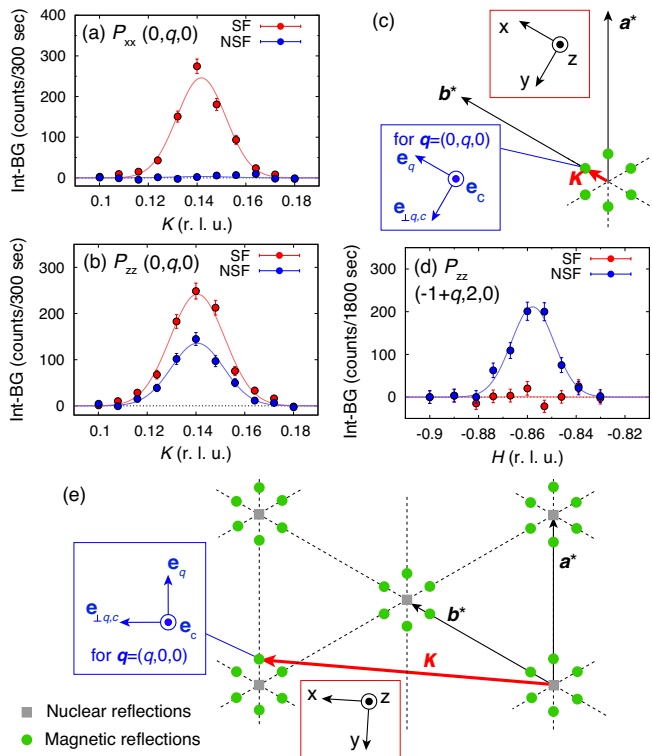 (a) P_xx (0,q,0)
SF
NSF
Int-BG (counts/300 sec)
400
300
200
100
0
0.1 0.12 0.14 0.16 0.18
K (r. l. u.)
(b) P_zz (0,q,0)
SF
NSF
Int-BG (counts/300 sec)
300
200
100
0
0.1 0.12 0.14 0.16 0.18
K (r. l. u.)
(c)
x
y
z
a*
b*
for q=(0,q,0)
e_q
e_c
e_⊥q,c
K
(d) P_zz
(-1+q,2,0)
SF
NSF
Int-BG (counts/1800 sec)
300
200
100
0
-0.9 -0.88 -0.86 -0.84 -0.82
H (r. l. u.)
(e)
e_q
e_⊥q,c
e_c
for q=(q,0,0)
a*
b*
K
x
z
y
Nuclear reflections
Magnetic reflections